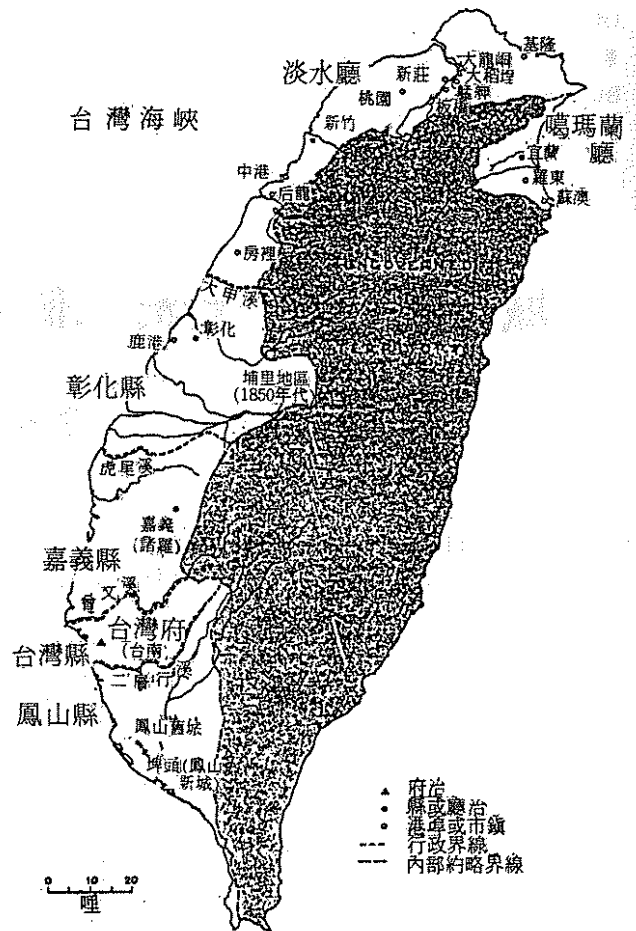 基隆
大龍峒
淡水廳
新莊
大稻埕
桃園
艋舺
板橋
台灣海峽
新竹
噶瑪蘭
廳
宜蘭
中港
羅東
后龍
蘇澳
房裡
大甲溪
鹿港
彰化
埔里地區
(1850年代)
彰化縣
虎尾溪
嘉義
(諸羅)
嘉義縣
曾文溪
台灣府
(台南)
台灣縣
二層行溪
鳳山縣
鳳山舊城
埤頭(鳳山
新城)
府治
縣或廳治
港埠或市鎮
行政界線
內部約略界線
0 10 20
哩